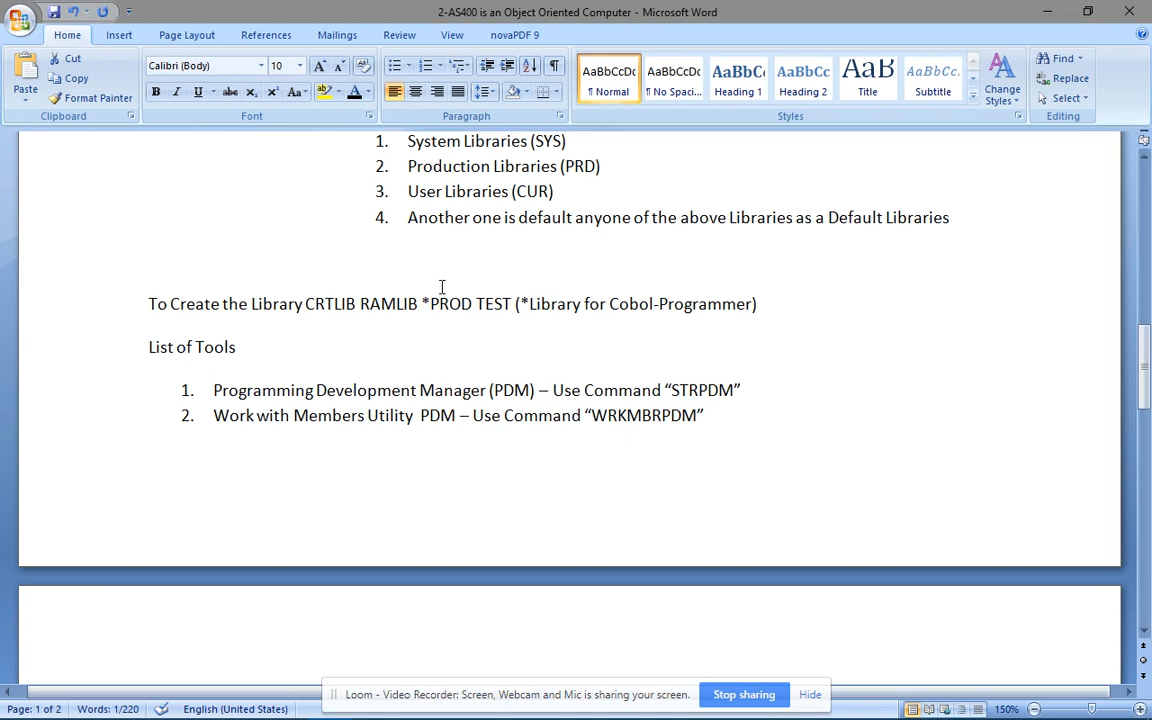 2-AS400 is an Object Oriented Computer - Microsoft Word
Home Insert Page Layout References Mailings Review View novaPDF 9
Paste
Cut
Copy
Format Painter
Clipboard
Calibri (Body) 10
Font
Paragraph
AaBbCcDc AaBbCcDc AaBbC AaBbCc AaB AaBbCc.
¶ Normal ¶ No Spaci... Heading 1 Heading 2 Title Subtitle
Change Styles
Styles
Find
Replace
Select
Editing
1. System Libraries (SYS)
2. Production Libraries (PRD)
3. User Libraries (CUR)
4. Another one is default anyone of the above Libraries as a Default Libraries
To Create the Library CRTLIB RAMLIB *PROD TEST (*Library for Cobol-Programmer)
List of Tools
1. Programming Development Manager (PDM) – Use Command “STRPDM”
2. Work with Members Utility PDM – Use Command “WRKMBRPDM”
Loom - Video Recorder: Screen, Webcam and Mic is sharing your screen. Stop sharing Hide
Page: 1 of 2 Words: 1/220 English (United States) 150%